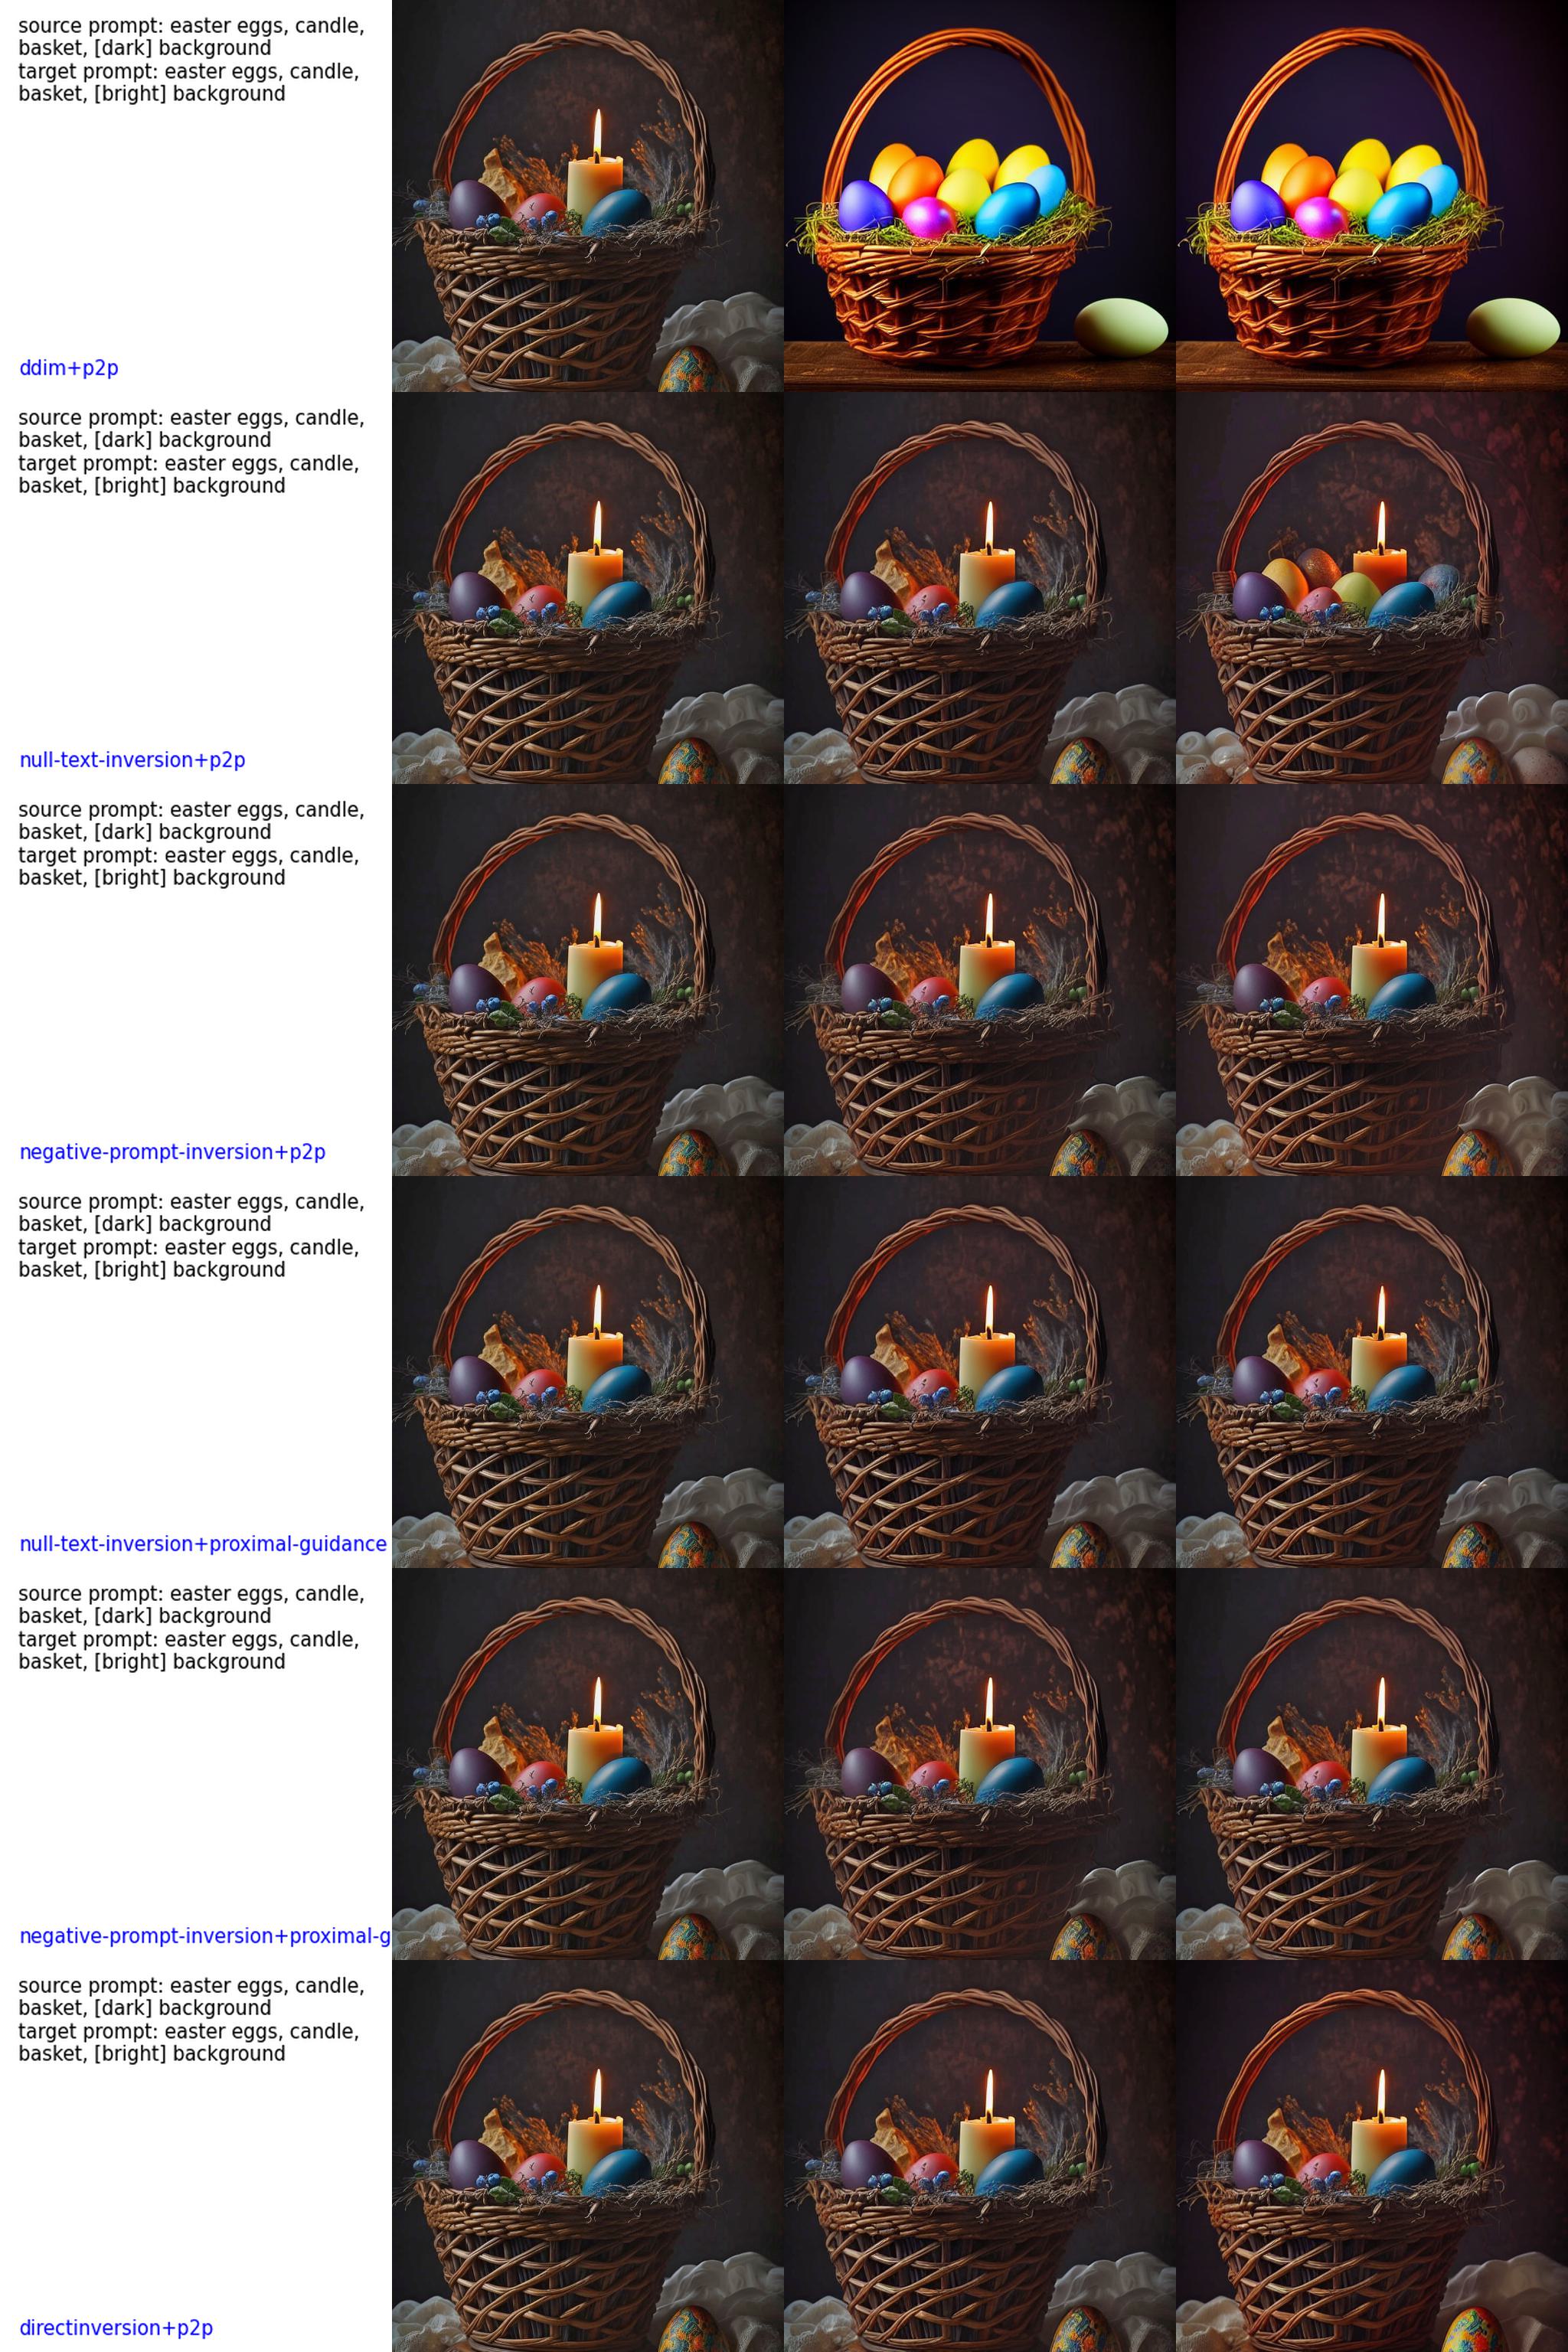 source prompt: easter eggs, candle,
basket, [dark] background
target prompt: easter eggs, candle,
basket, [bright] background
ddim+p2p
source prompt: easter eggs, candle,
basket, [dark] background
target prompt: easter eggs, candle,
basket, [bright] background
null-text-inversion+p2p
source prompt: easter eggs, candle,
basket, [dark] background
target prompt: easter eggs, candle,
basket, [bright] background
negative-prompt-inversion+p2p
source prompt: easter eggs, candle,
basket, [dark] background
target prompt: easter eggs, candle,
basket, [bright] background
null-text-inversion+proximal-guidance
source prompt: easter eggs, candle,
basket, [dark] background
target prompt: easter eggs, candle,
basket, [bright] background
negative-prompt-inversion+proximal-g
source prompt: easter eggs, candle,
basket, [dark] background
target prompt: easter eggs, candle,
basket, [bright] background
directinversion+p2p